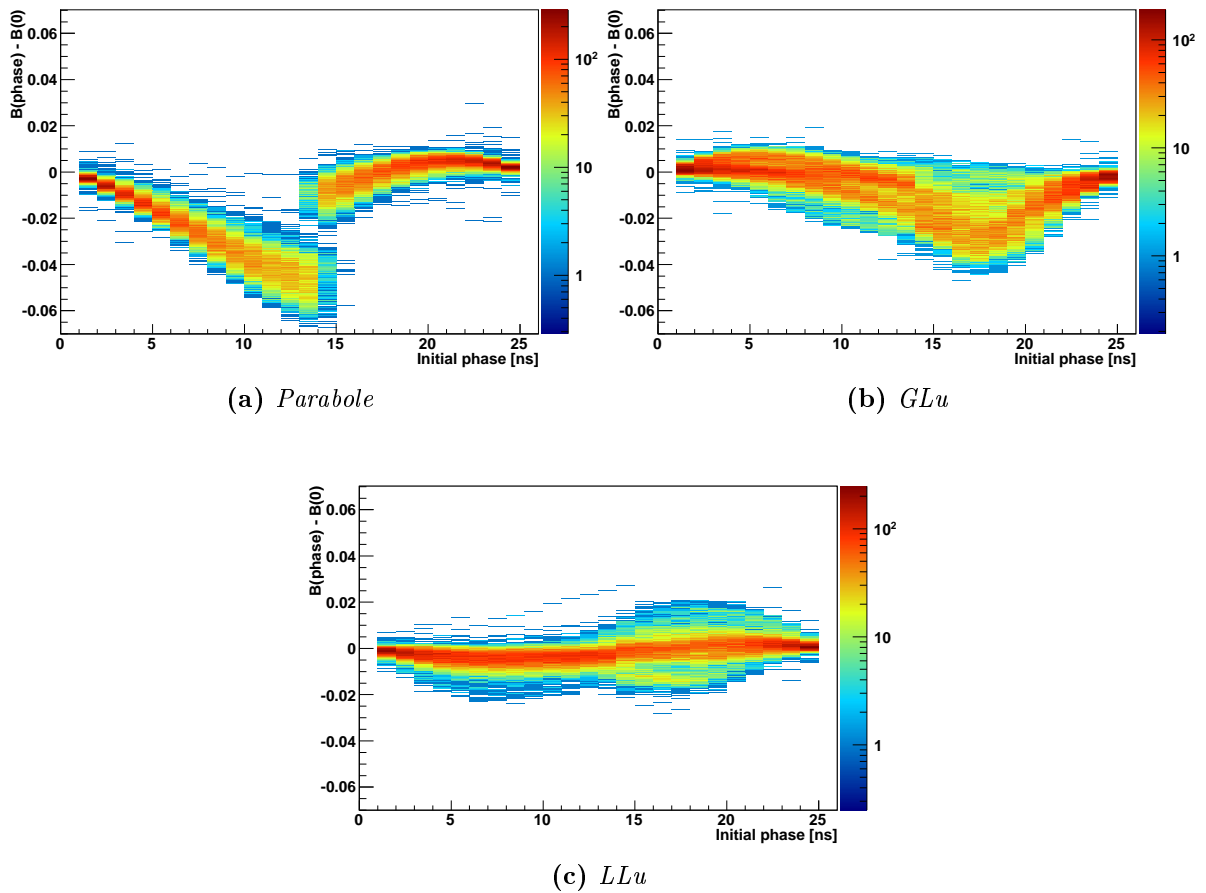 B(phase) - B(0)
0.06
0.04
0.02
0
-0.02
-0.04
-0.06
0 5 10 15 20 25
Initial phase [ns]
10²
10
1
(a) Parabole
B(phase) - B(0)
0.06
0.04
0.02
0
-0.02
-0.04
-0.06
0 5 10 15 20 25
Initial phase [ns]
10²
10
1
(b) GLu
B(phase) - B(0)
0.06
0.04
0.02
0
-0.02
-0.04
-0.06
0 5 10 15 20 25
Initial phase [ns]
10²
10
1
(c) LLu